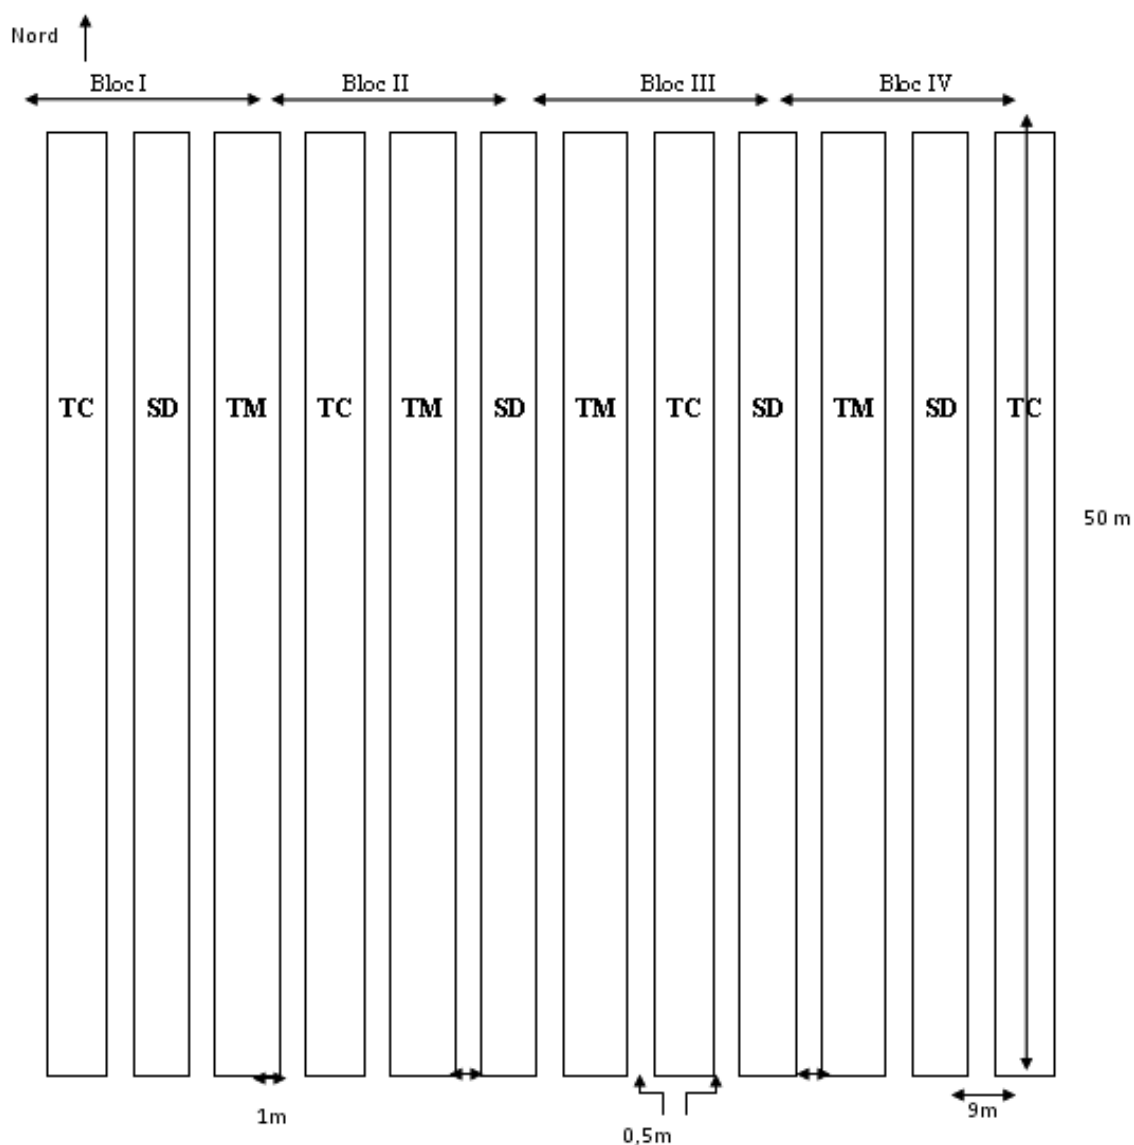 Nord
Bloc I Bloc II Bloc III Bloc IV
TC SD TM TC TM SD TM TC SD TM SD TC
50 m
1m 0,5m 9m